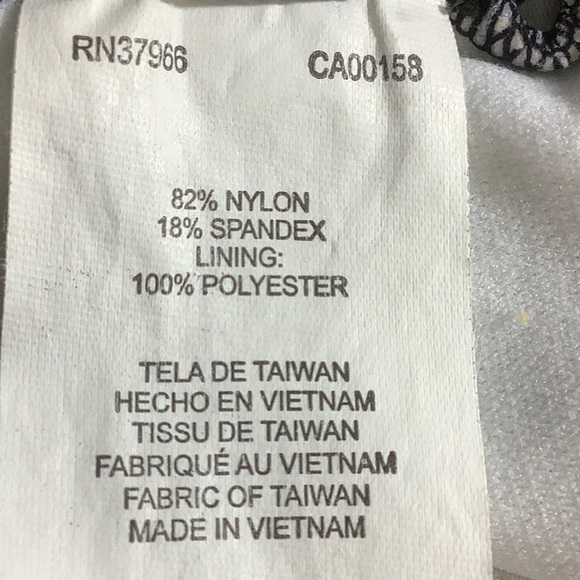 RN37966 CA00158
82% NYLON
18% SPANDEX
LINING:
100% POLYESTER
TELA DE TAIWAN
HECHO EN VIETNAM
TISSU DE TAIWAN
FABRIQUÉ AU VIETNAM
FABRIC OF TAIWAN
MADE IN VIETNAM